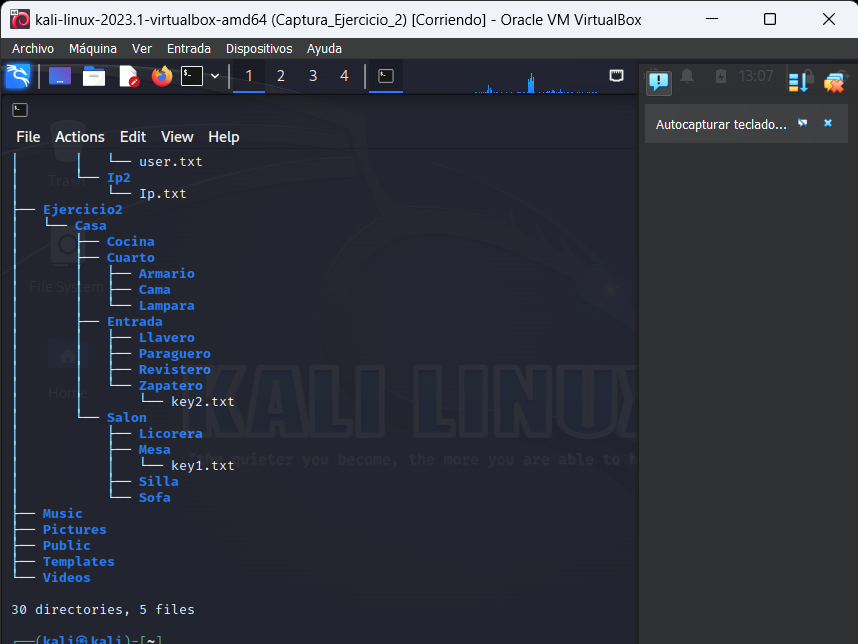 kali-linux-2023.1-virtualbox-amd64 (Captura_Ejercicio_2) [Corriendo] - Oracle VM VirtualBox
Archivo Máquina Ver Entrada Dispositivos Ayuda
1 2 3 4 13:07
Autocapturar teclado...
File Actions Edit View Help
│ │ └── user.txt
Trash
│ └── Ip2
│ └── Ip.txt
├── Ejercicio2
│ └── Casa
│ ├── Cocina
│ ├── Cuarto
│ │ ├── Armario
File System
│ │ ├── Cama
│ │ └── Lampara
│ ├── Entrada
│ │ ├── Llavero
│ │ ├── Paraguero
│ │ ├── Revistero
│ │ └── Zapatero
Home
│ │ └── key2.txt
KALI LINUX
│ └── Salon
│ ├── Licorera
│ ├── Mesa
"the quieter you become, the more you are able to h
│ │ └── key1.txt
│ ├── Silla
│ └── Sofa
├── Music
├── Pictures
├── Public
├── Templates
└── Videos
30 directories, 5 files
┌──(kali㉿kali)-[~]